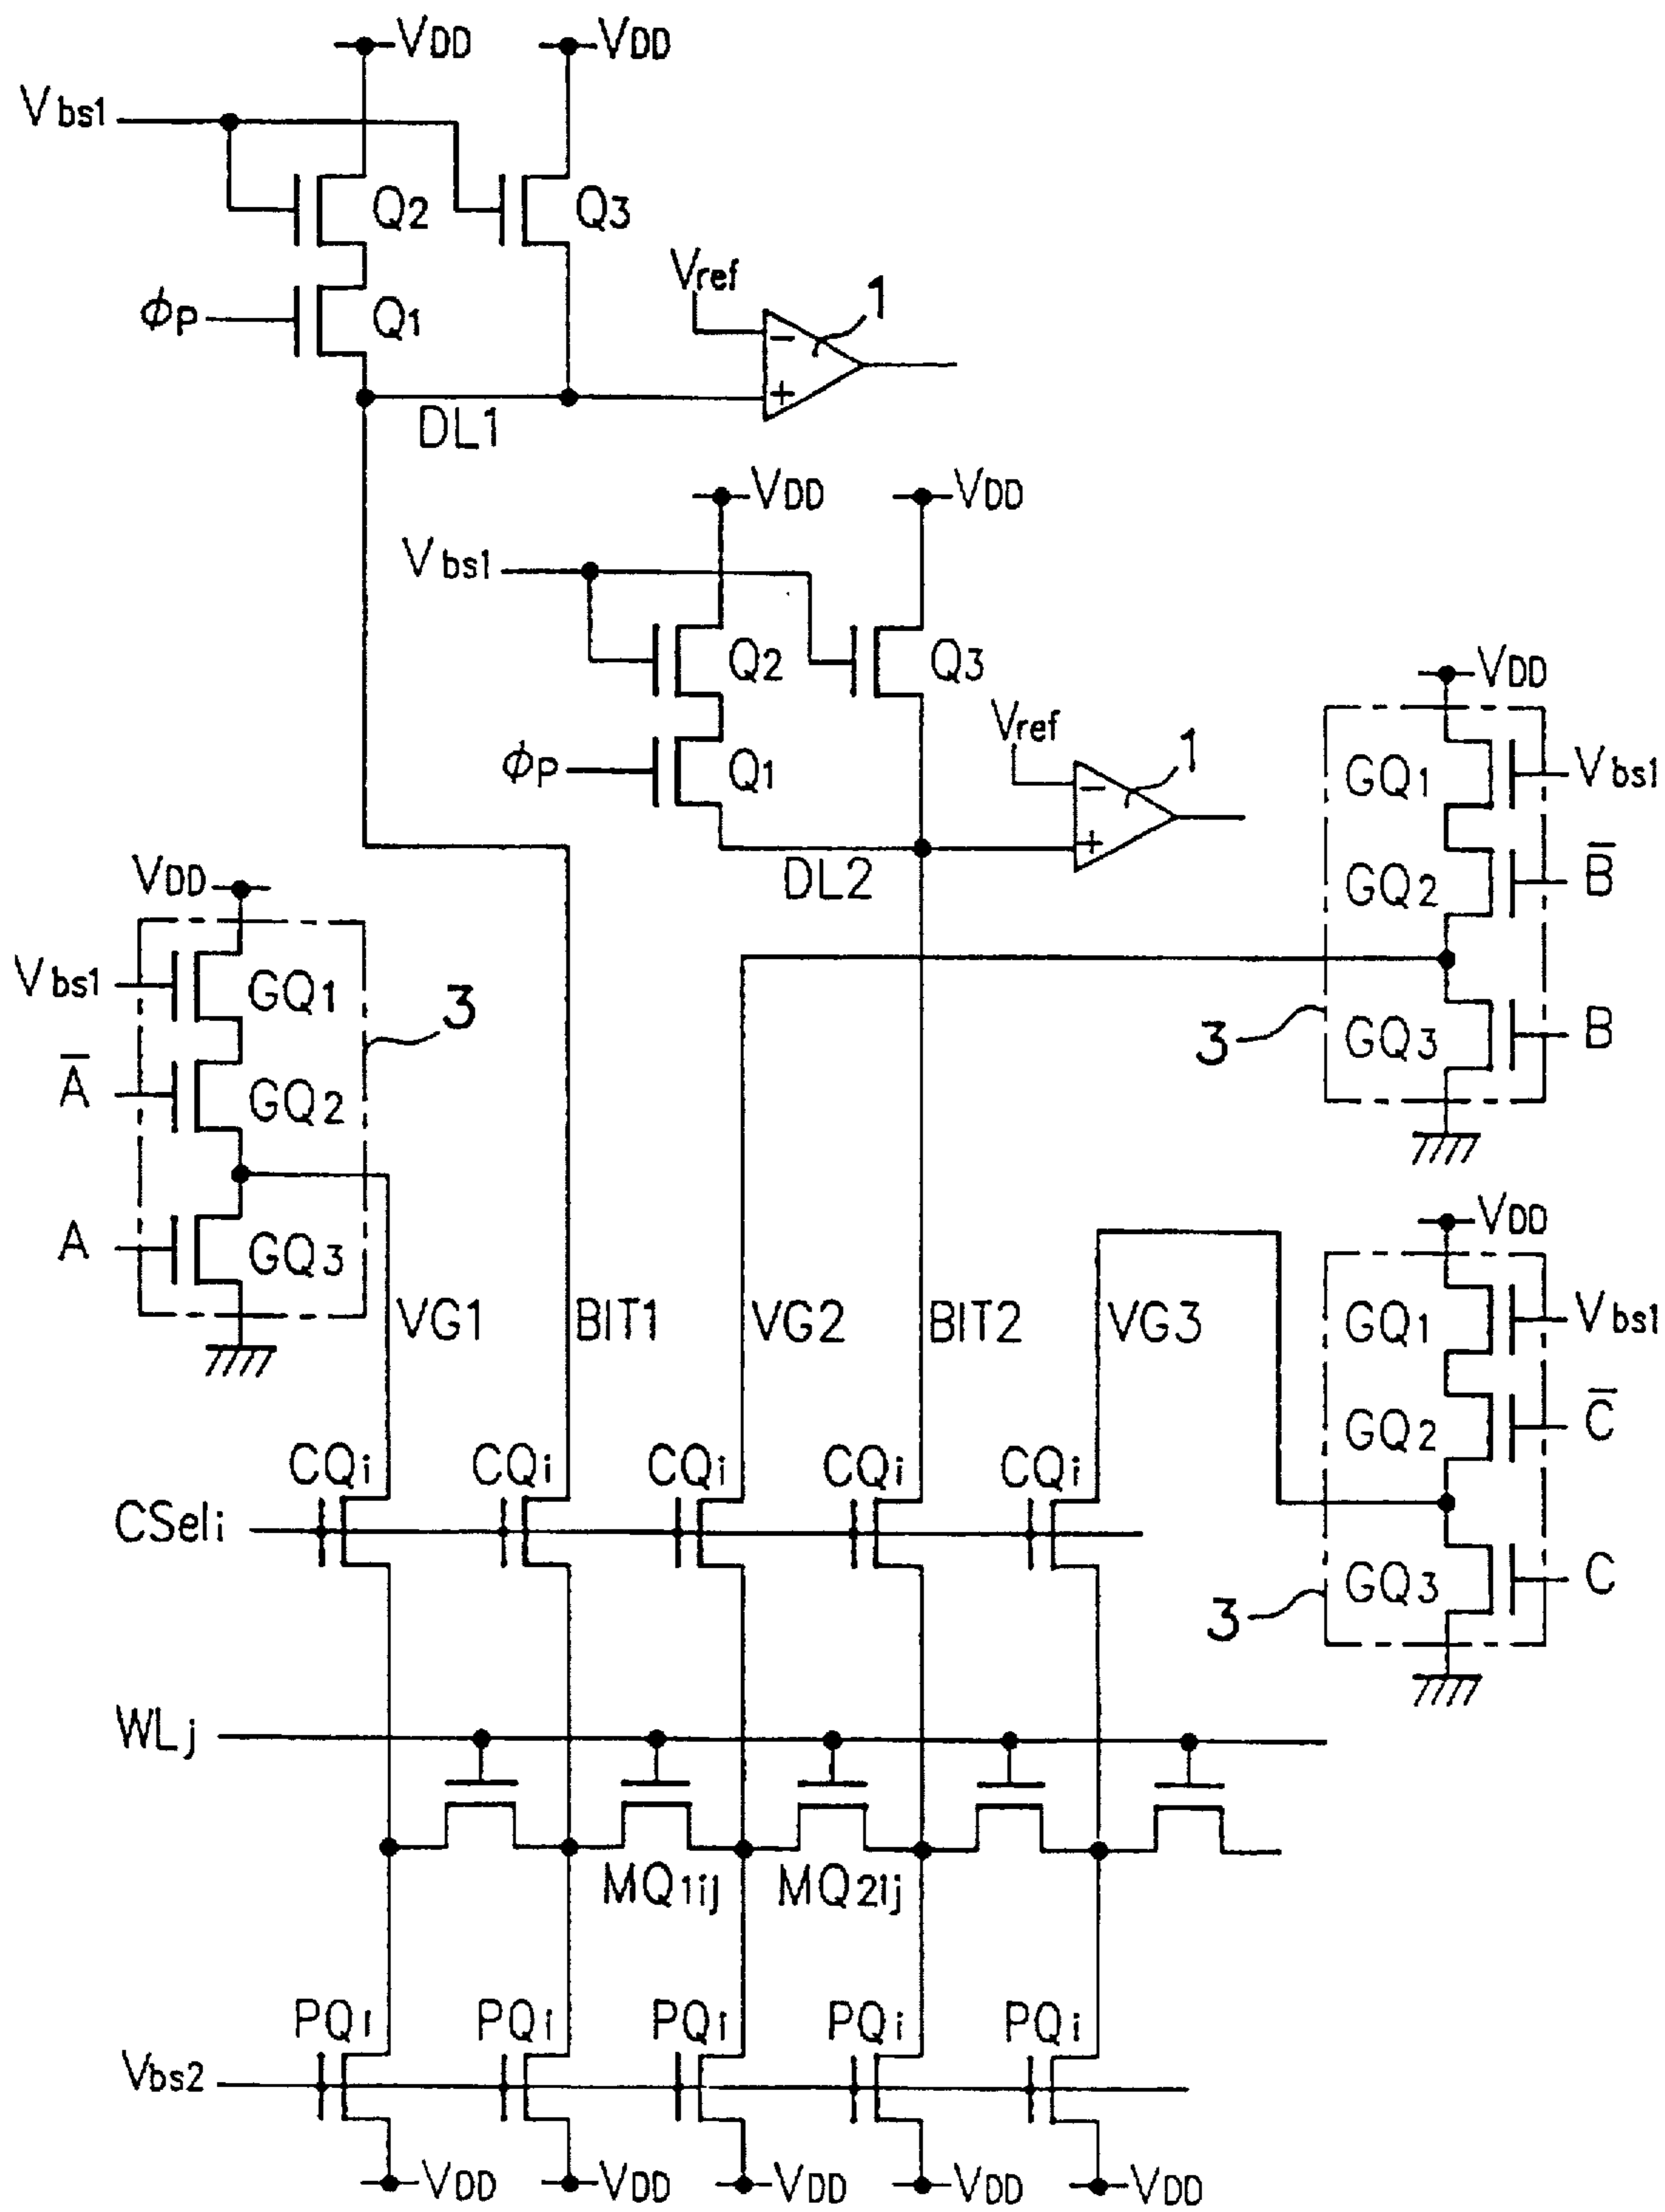 VDD VDD
Vbs1
Q2 Q3
Vref 1
ϕP Q1
− +
DL1
VDD VDD
Vbs1
Q2 Q3
Vref 1
ϕP Q1
− +
DL2
VDD
GQ1 Vbs1
GQ2 B̅
3 GQ3 B
VDD
Vbs1 GQ1 3
A̅ GQ2
A GQ3
VDD
GQ1 Vbs1
GQ2 C̅
3 GQ3 C
VG1 BIT1 VG2 BIT2 VG3
CQi CQi CQi CQi CQi
CSeli
WLj
MQ1ij MQ2ij
PQi PQi PQi PQi PQi
Vbs2
VDD VDD VDD VDD VDD